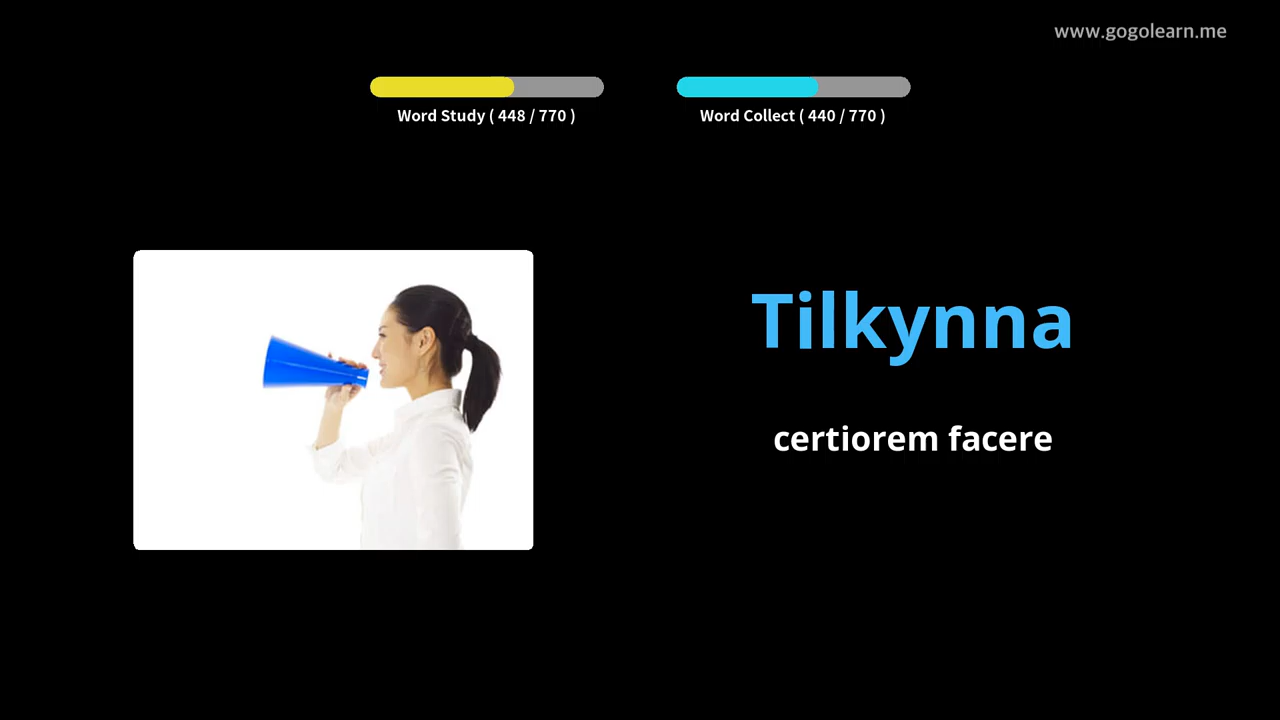 www.gogolearn.me
Word Study ( 448 / 770 )
Word Collect ( 440 / 770 )
Tilkynna
certiorem facere